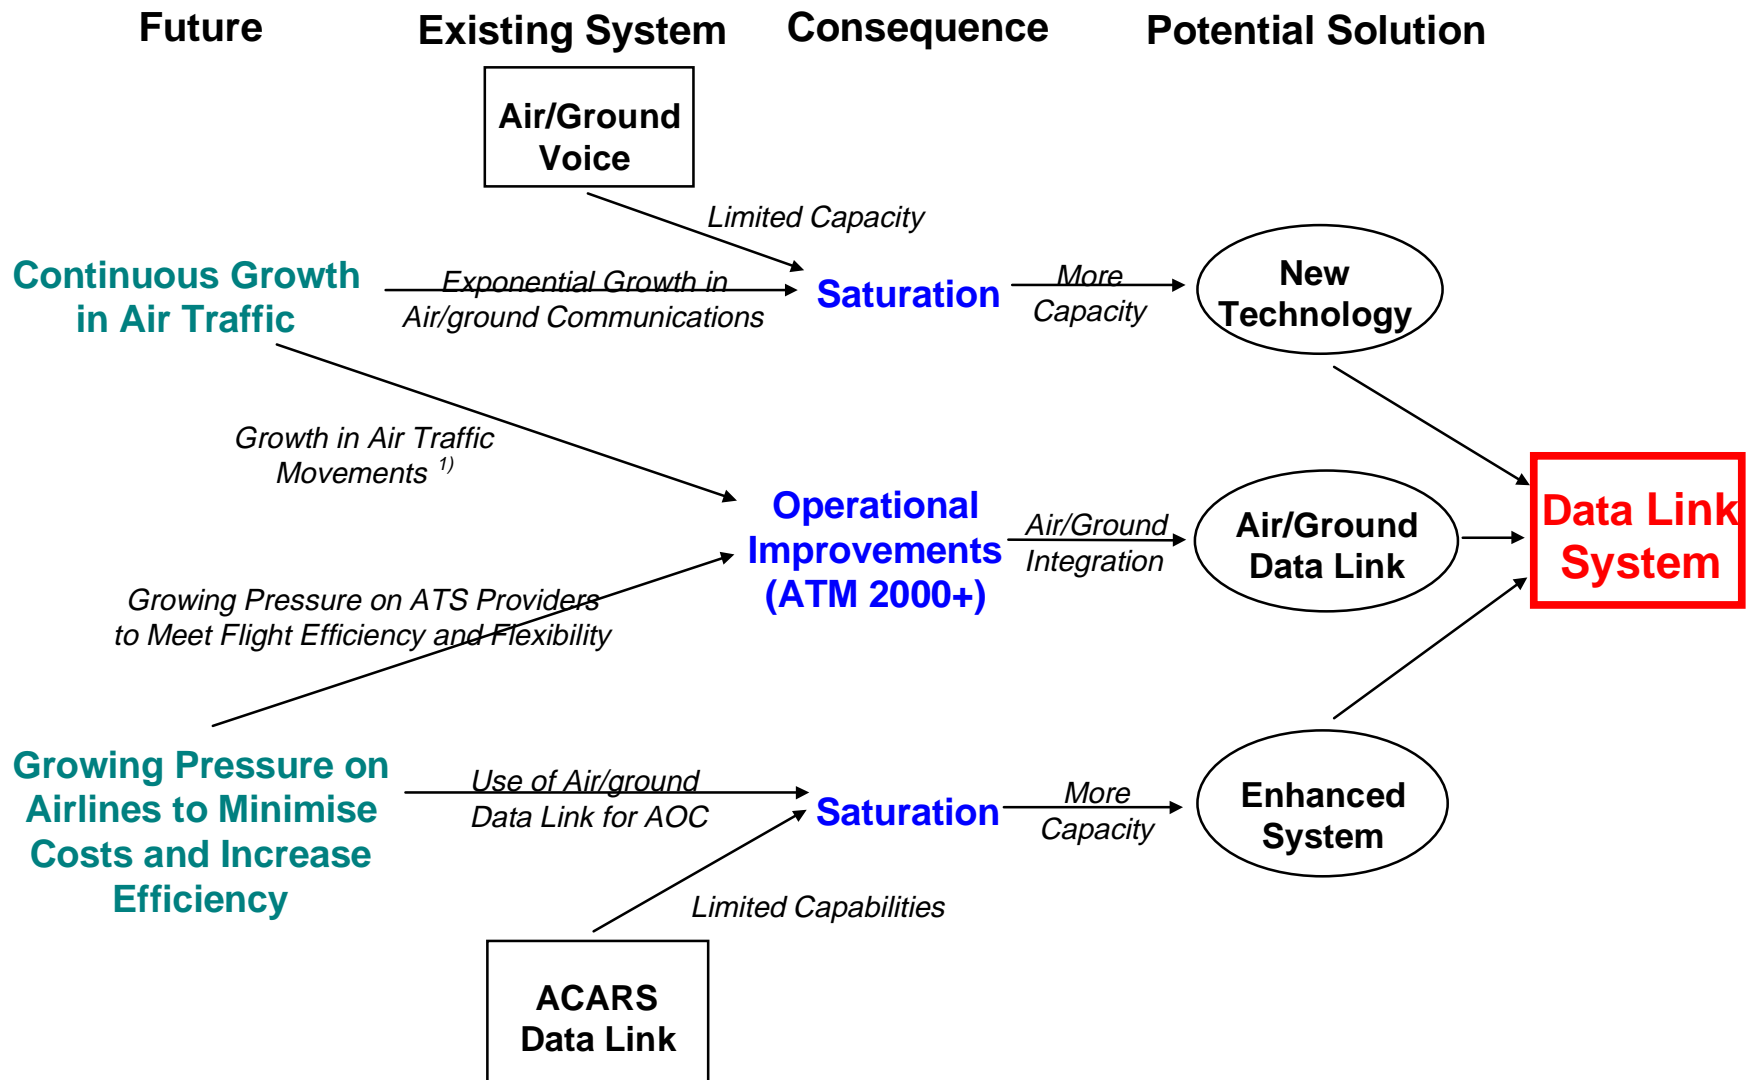 Future
Existing System
Consequence
Potential Solution
Air/Ground
Voice
Limited Capacity
Continuous Growth
in Air Traffic
Exponential Growth in
Air/ground Communications
Saturation
More
Capacity
New
Technology
Growth in Air Traffic
Movements 1)
Operational
Improvements
(ATM 2000+)
Air/Ground
Integration
Air/Ground
Data Link
Data Link
System
Growing Pressure on ATS Providers
to Meet Flight Efficiency and Flexibility
Growing Pressure on
Airlines to Minimise
Costs and Increase
Efficiency
Use of Air/ground
Data Link for AOC
Saturation
More
Capacity
Enhanced
System
Limited Capabilities
ACARS
Data Link